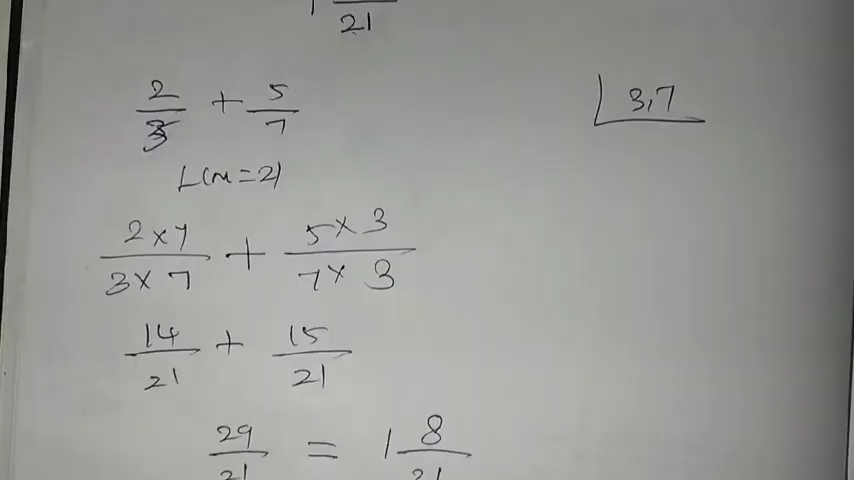 1 —/21
2/3 + 5/7
3,7
LCM = 21
2 × 7/3 × 7 + 5 × 3/7 × 3
14/21 + 15/21
29/21 = 1 8/21